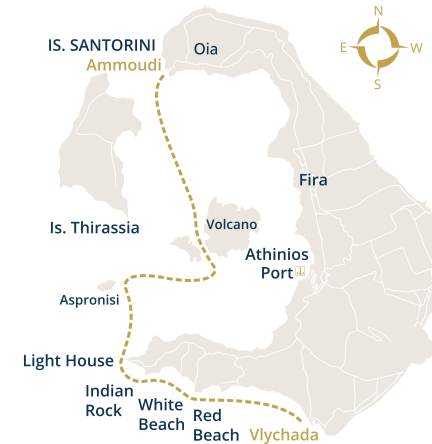 N
E W
S
IS. SANTORINI
Ammoudi
Oia
Fira
Is. Thirassia
Volcano
Athinios
Port
Aspronisi
Light House
Indian
Rock
White
Beach
Red
Beach
Vlychada